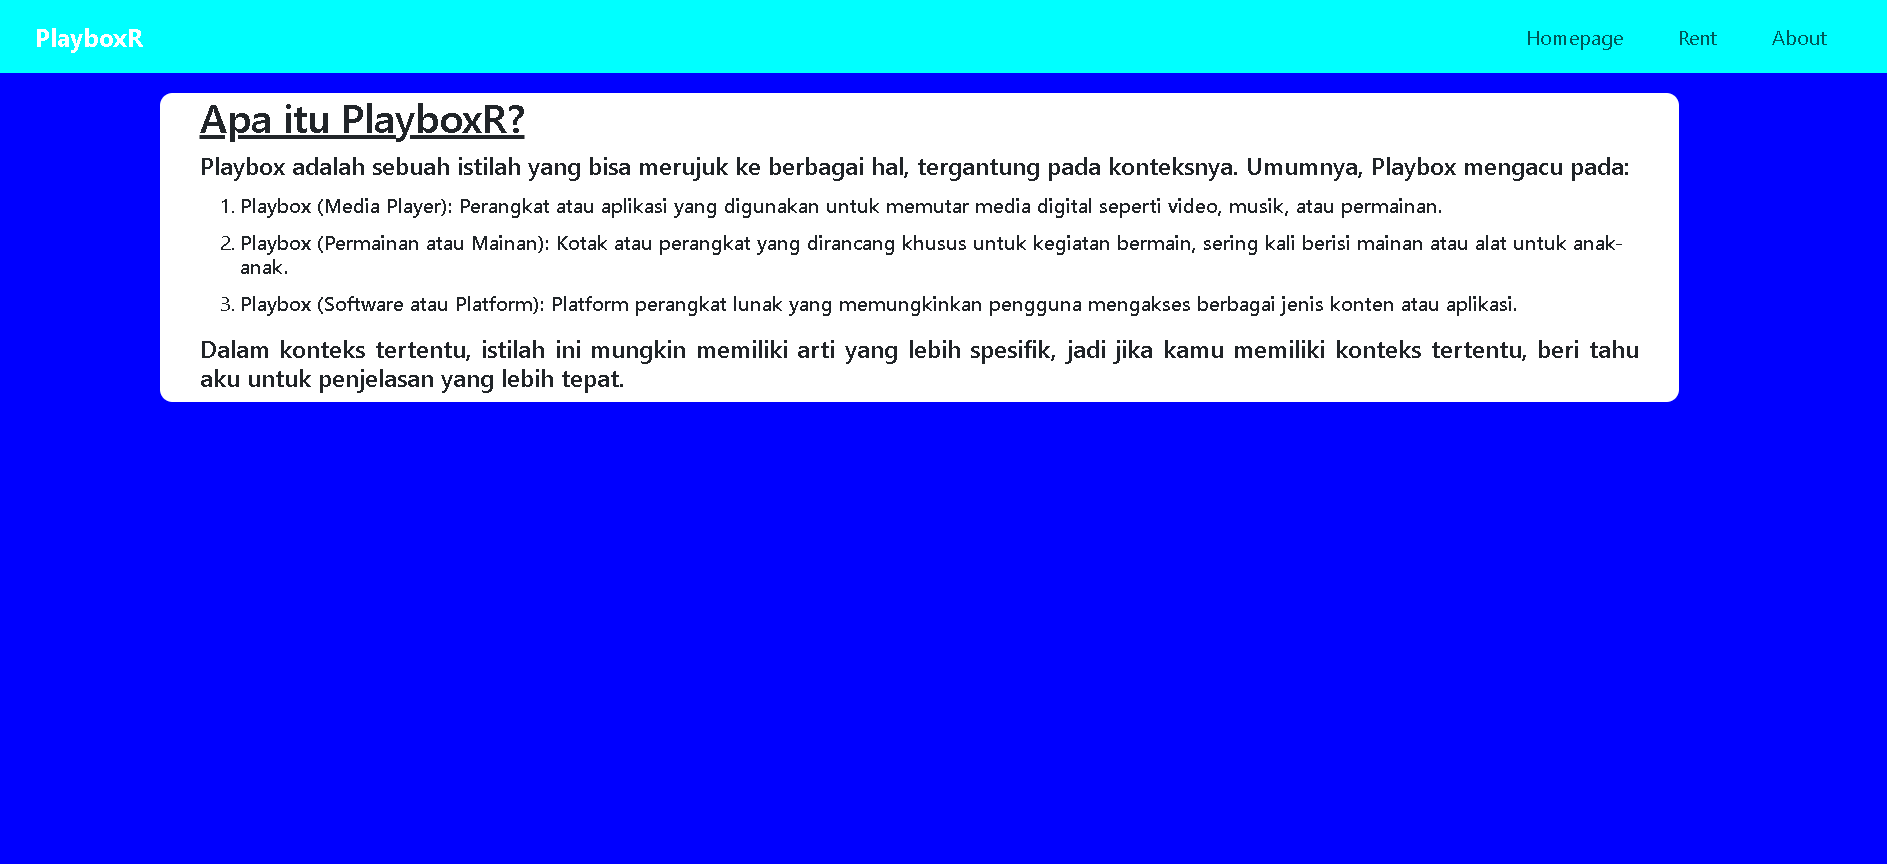 PlayboxR
Homepage
Rent
About
Apa itu PlayboxR?
Playbox adalah sebuah istilah yang bisa merujuk ke berbagai hal, tergantung pada konteksnya. Umumnya, Playbox mengacu pada:
1. Playbox (Media Player): Perangkat atau aplikasi yang digunakan untuk memutar media digital seperti video, musik, atau permainan.
2. Playbox (Permainan atau Mainan): Kotak atau perangkat yang dirancang khusus untuk kegiatan bermain, sering kali berisi mainan atau alat untuk anak-
anak.
3. Playbox (Software atau Platform): Platform perangkat lunak yang memungkinkan pengguna mengakses berbagai jenis konten atau aplikasi.
Dalam konteks tertentu, istilah ini mungkin memiliki arti yang lebih spesifik, jadi jika kamu memiliki konteks tertentu, beri tahu
aku untuk penjelasan yang lebih tepat.